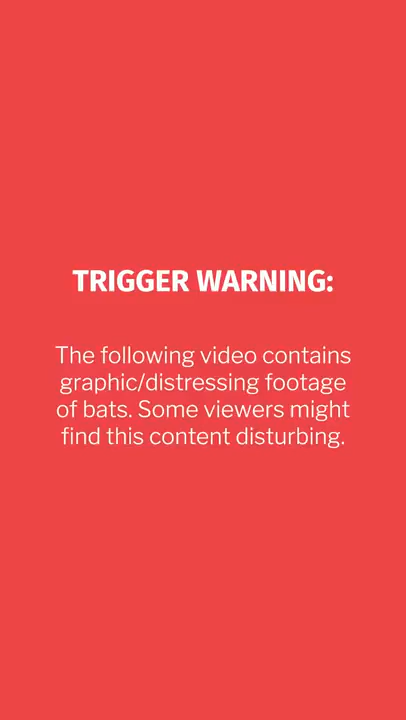 TRIGGER WARNING:
The following video contains
graphic/distressing footage
of bats. Some viewers might
find this content disturbing.